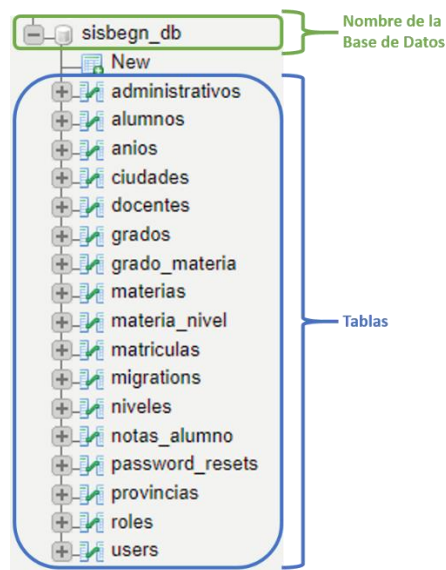 sisbegn_db
Nombre de la
Base de Datos
New
administrativos
alumnos
anios
ciudades
docentes
grados
grado_materia
materias
materia_nivel
matriculas
migrations
niveles
notas_alumno
password_resets
provincias
roles
users
Tablas